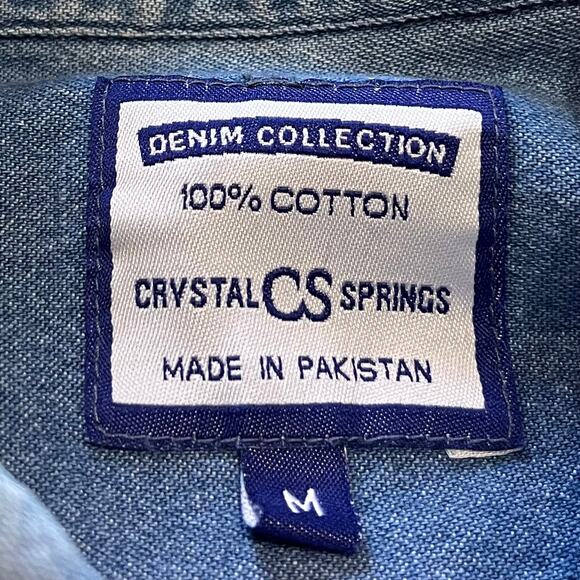 DENIM COLLECTION
100% COTTON
CRYSTAL CS SPRINGS
MADE IN PAKISTAN
M